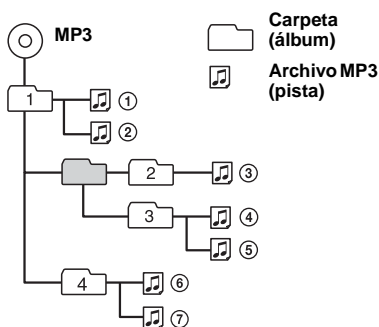 MP3
Carpeta
(álbum)
Archivo MP3
(pista)
1
①
②
2
③
3
④
⑤
4
⑥
⑦